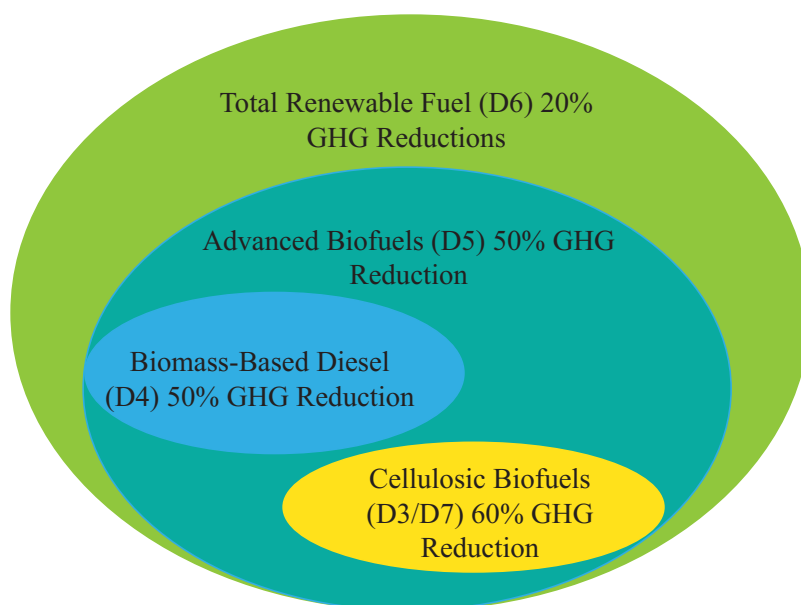 Total Renewable Fuel (D6) 20%
GHG Reductions
Advanced Biofuels (D5) 50% GHG
Reduction
Biomass-Based Diesel
(D4) 50% GHG Reduction
Cellulosic Biofuels
(D3/D7) 60% GHG
Reduction